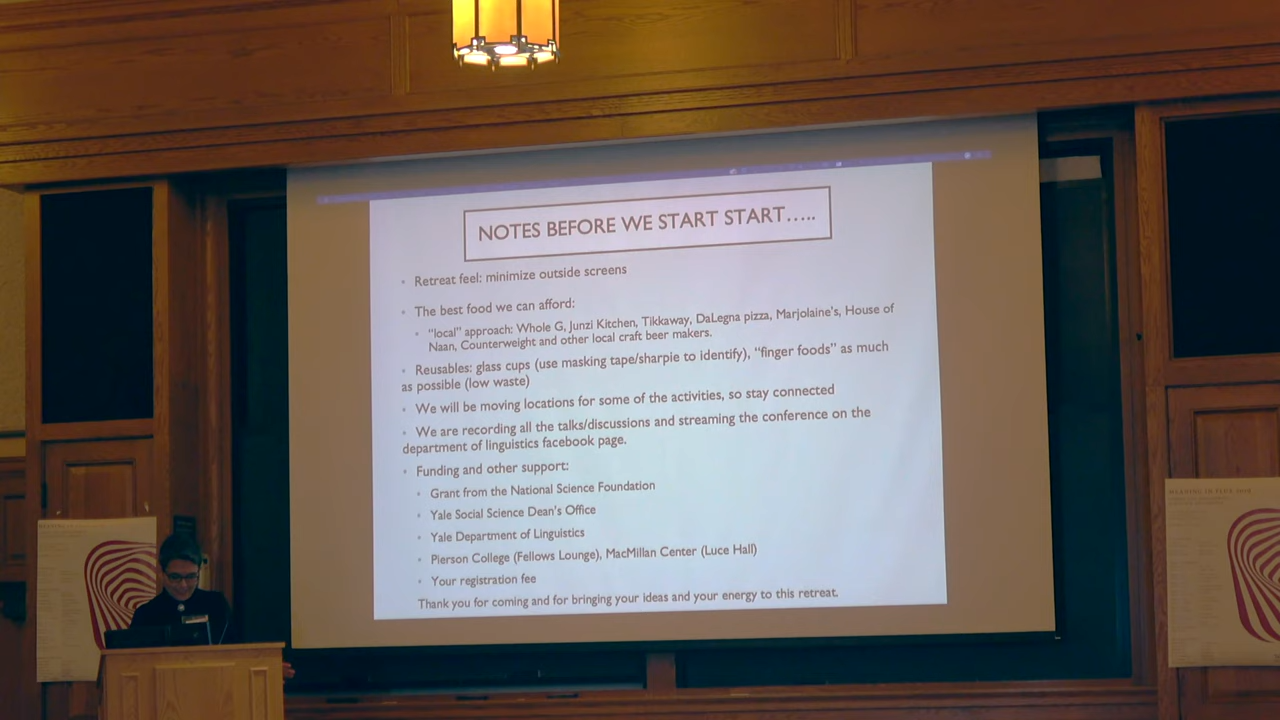 NOTES BEFORE WE START START…..
• Retreat feel: minimize outside screens
• The best food we can afford:
• "local" approach: Whole G, Junzi Kitchen, Tikkaway, DaLegna pizza, Marjolaine's, House of
Naan, Counterweight and other local craft beer makers.
• Reusables: glass cups (use masking tape/sharpie to identify), "finger foods" as much
as possible (low waste)
• We will be moving locations for some of the activities, so stay connected
• We are recording all the talks/discussions and streaming the conference on the
department of linguistics facebook page.
• Funding and other support:
• Grant from the National Science Foundation
• Yale Social Science Dean's Office
• Yale Department of Linguistics
• Pierson College (Fellows Lounge), MacMillan Center (Luce Hall)
• Your registration fee
Thank you for coming and for bringing your ideas and your energy to this retreat.
MEANING IN FLUX